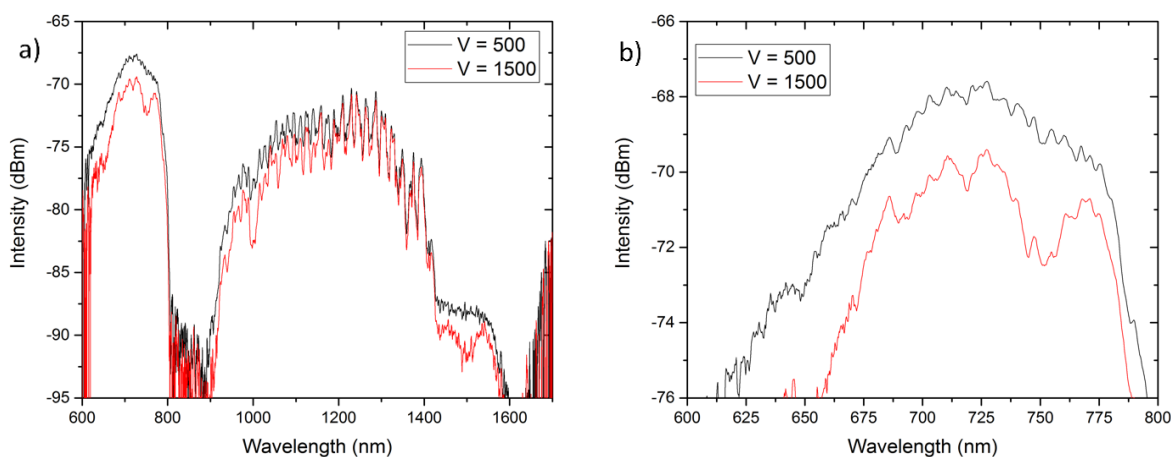 a)
-65
-70
-75
-80
-85
-90
-95
Intensity (dBm)
600 800 1000 1200 1400 1600
Wavelength (nm)
V = 500
V = 1500
b)
-66
-68
-70
-72
-74
-76
Intensity (dBm)
600 625 650 675 700 725 750 775 800
Wavelength (nm)
V = 500
V = 1500